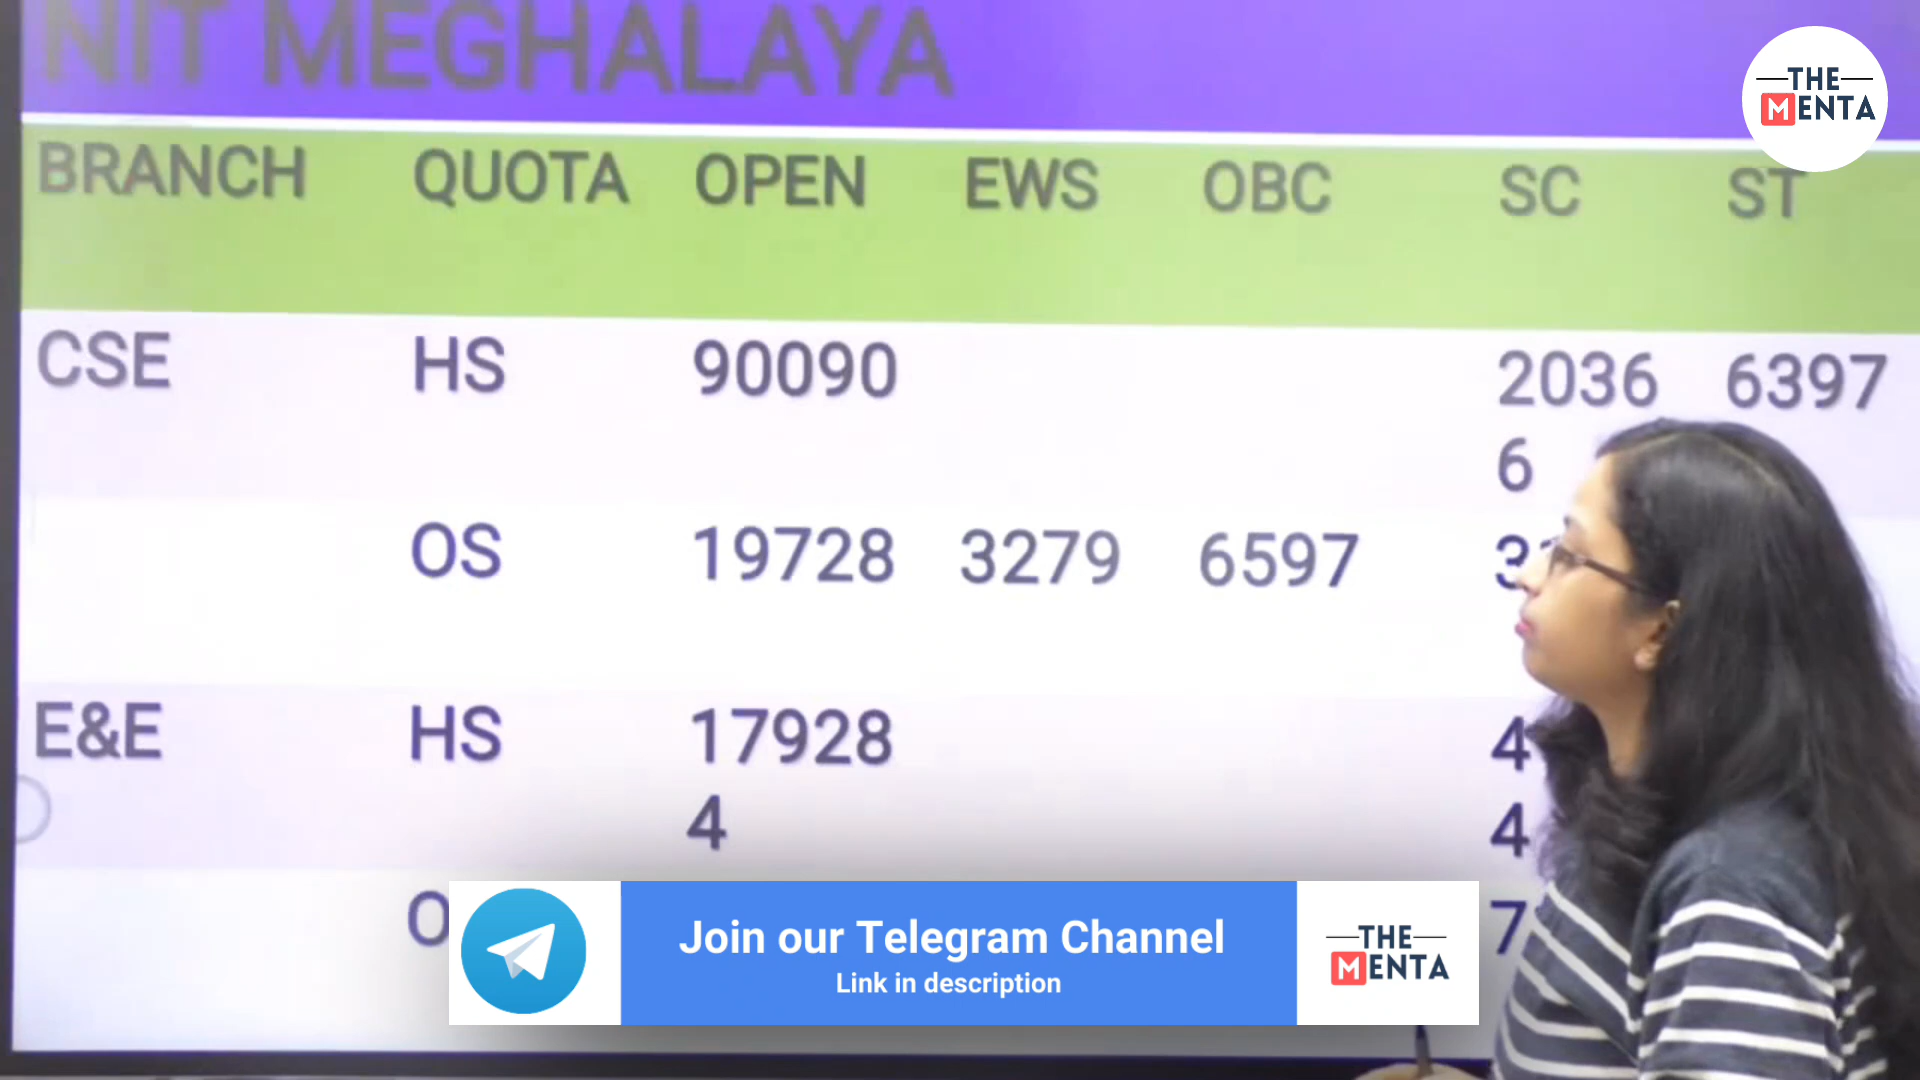 NIT MEGHALAYA
THE
MENTA
BRANCH QUOTA OPEN EWS OBC SC ST
CSE HS 90090 2036 6397
6
OS 19728 3279 6597
E&E HS 17928 4
4 4
7
Join our Telegram Channel
Link in description
THE
MENTA